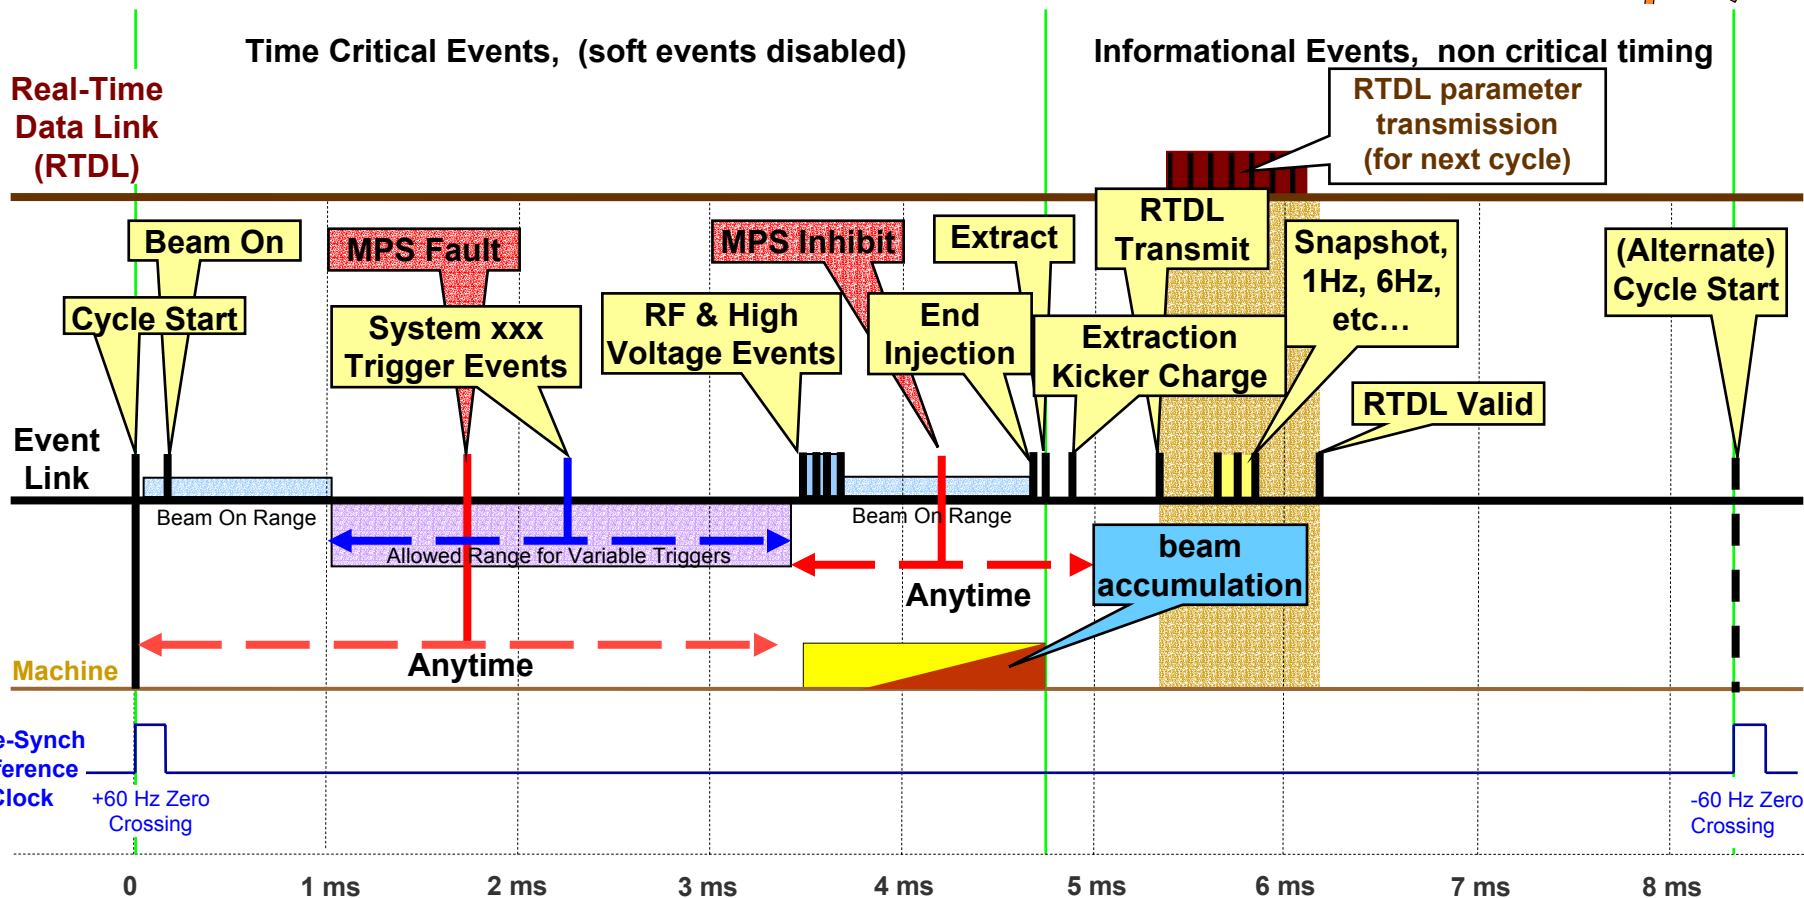 Time Critical Events, (soft events disabled)
Informational Events, non critical timing
Real-Time
Data Link
(RTDL)
RTDL parameter
transmission
(for next cycle)
Beam On
MPS Fault
MPS Inhibit
Extract
RTDL
Transmit
Snapshot,
1Hz, 6Hz,
etc…
(Alternate)
Cycle Start
Cycle Start
System xxx
Trigger Events
RF & High
Voltage Events
End
Injection
Extraction
Kicker Charge
RTDL Valid
Event
Link
Beam On Range
Beam On Range
Allowed Range for Variable Triggers
Anytime
beam
accumulation
Anytime
Machine
e-Synch
ference
Clock
+60 Hz Zero
Crossing
-60 Hz Zero
Crossing
0
1 ms
2 ms
3 ms
4 ms
5 ms
6 ms
7 ms
8 ms